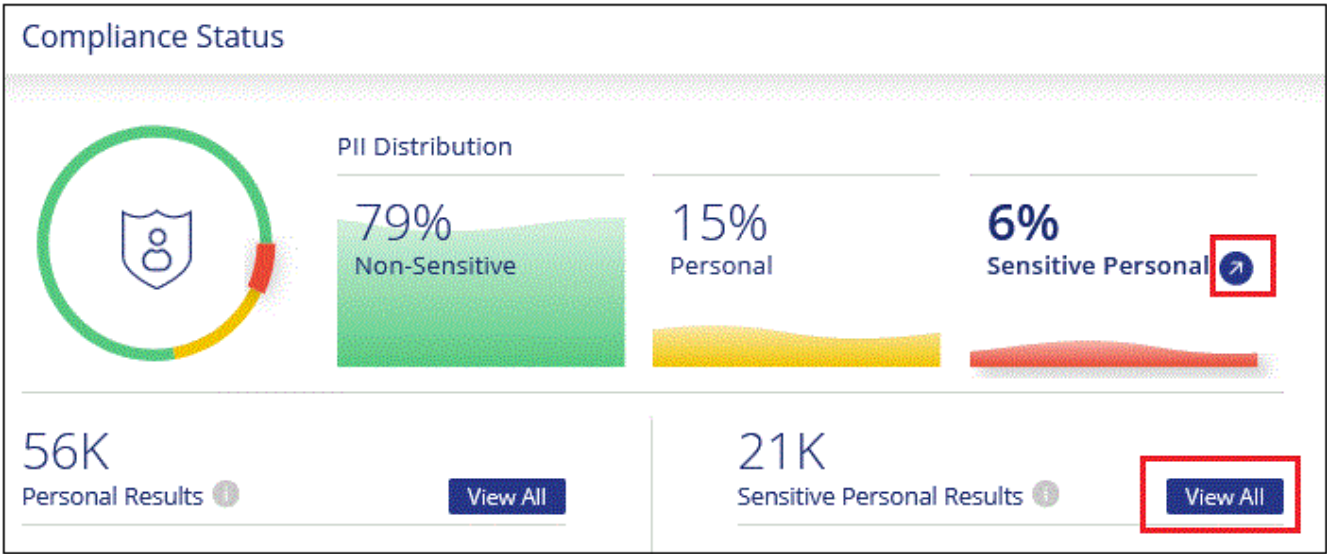 Compliance Status
PII Distribution
79%
Non-Sensitive
15%
Personal
6%
Sensitive Personal
56K
Personal Results
View All
21K
Sensitive Personal Results
View All